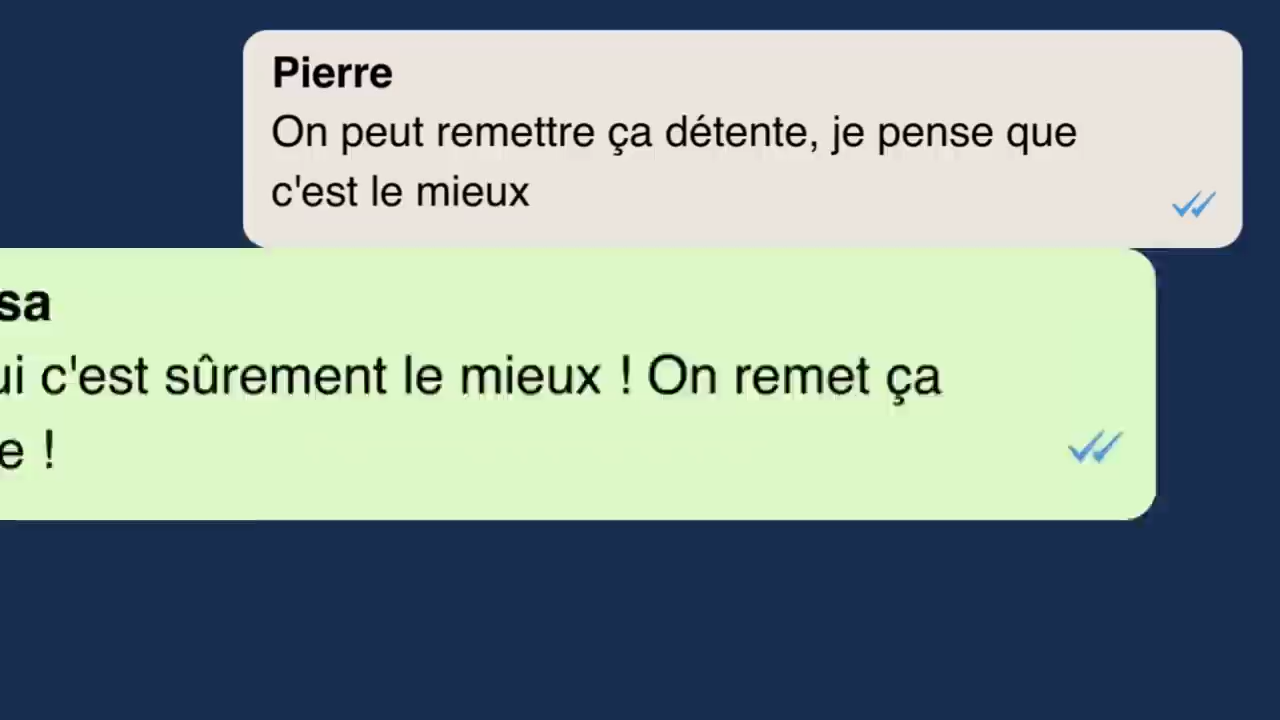 Pierre
On peut remettre ça détente, je pense que
c'est le mieux
sa
ui c'est sûrement le mieux ! On remet ça
e !